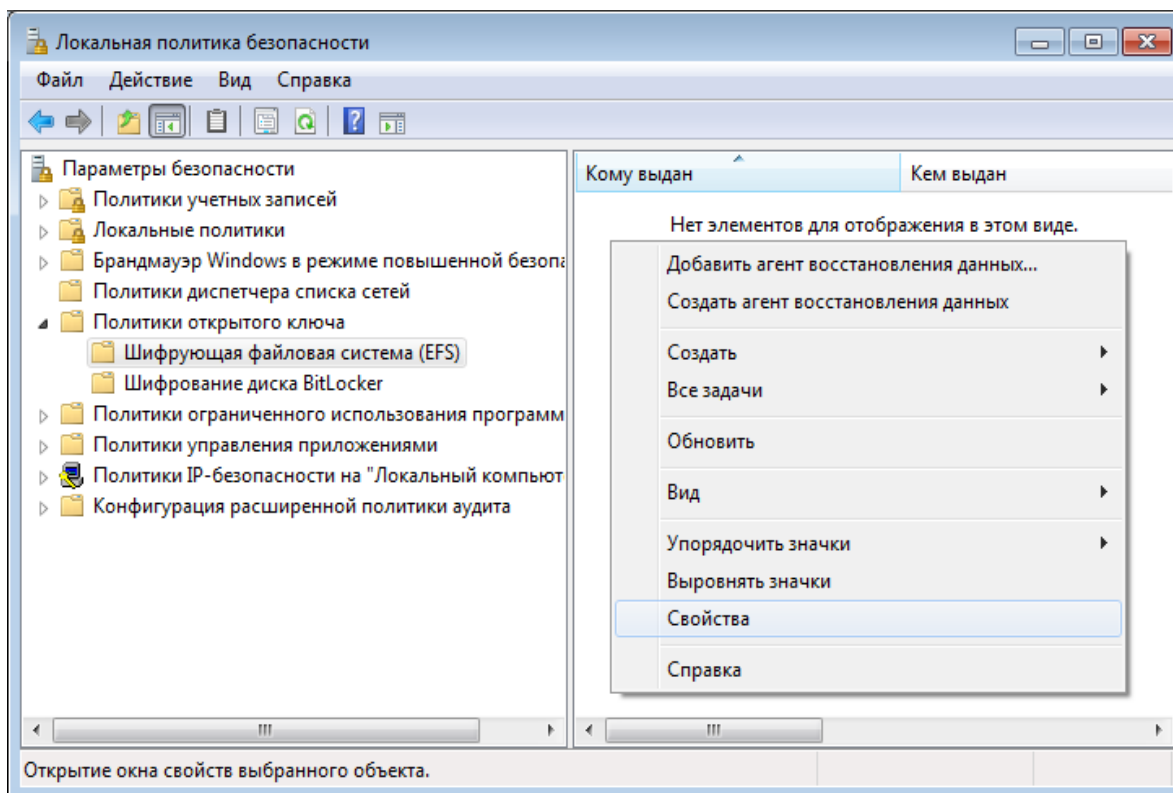 Локальная политика безопасности
Файл Действие Вид Справка
Параметры безопасности
Политики учетных записей
Локальные политики
Брандмауэр Windows в режиме повышенной безопа
Политики диспетчера списка сетей
Политики открытого ключа
Шифрующая файловая система (EFS)
Шифрование диска BitLocker
Политики ограниченного использования программ
Политики управления приложениями
Политики IP-безопасности на "Локальный компьют
Конфигурация расширенной политики аудита
Кому выдан Кем выдан
Нет элементов для отображения в этом виде.
Добавить агент восстановления данных...
Создать агент восстановления данных
Создать
Все задачи
Обновить
Вид
Упорядочить значки
Выровнять значки
Свойства
Справка
Открытие окна свойств выбранного объекта.